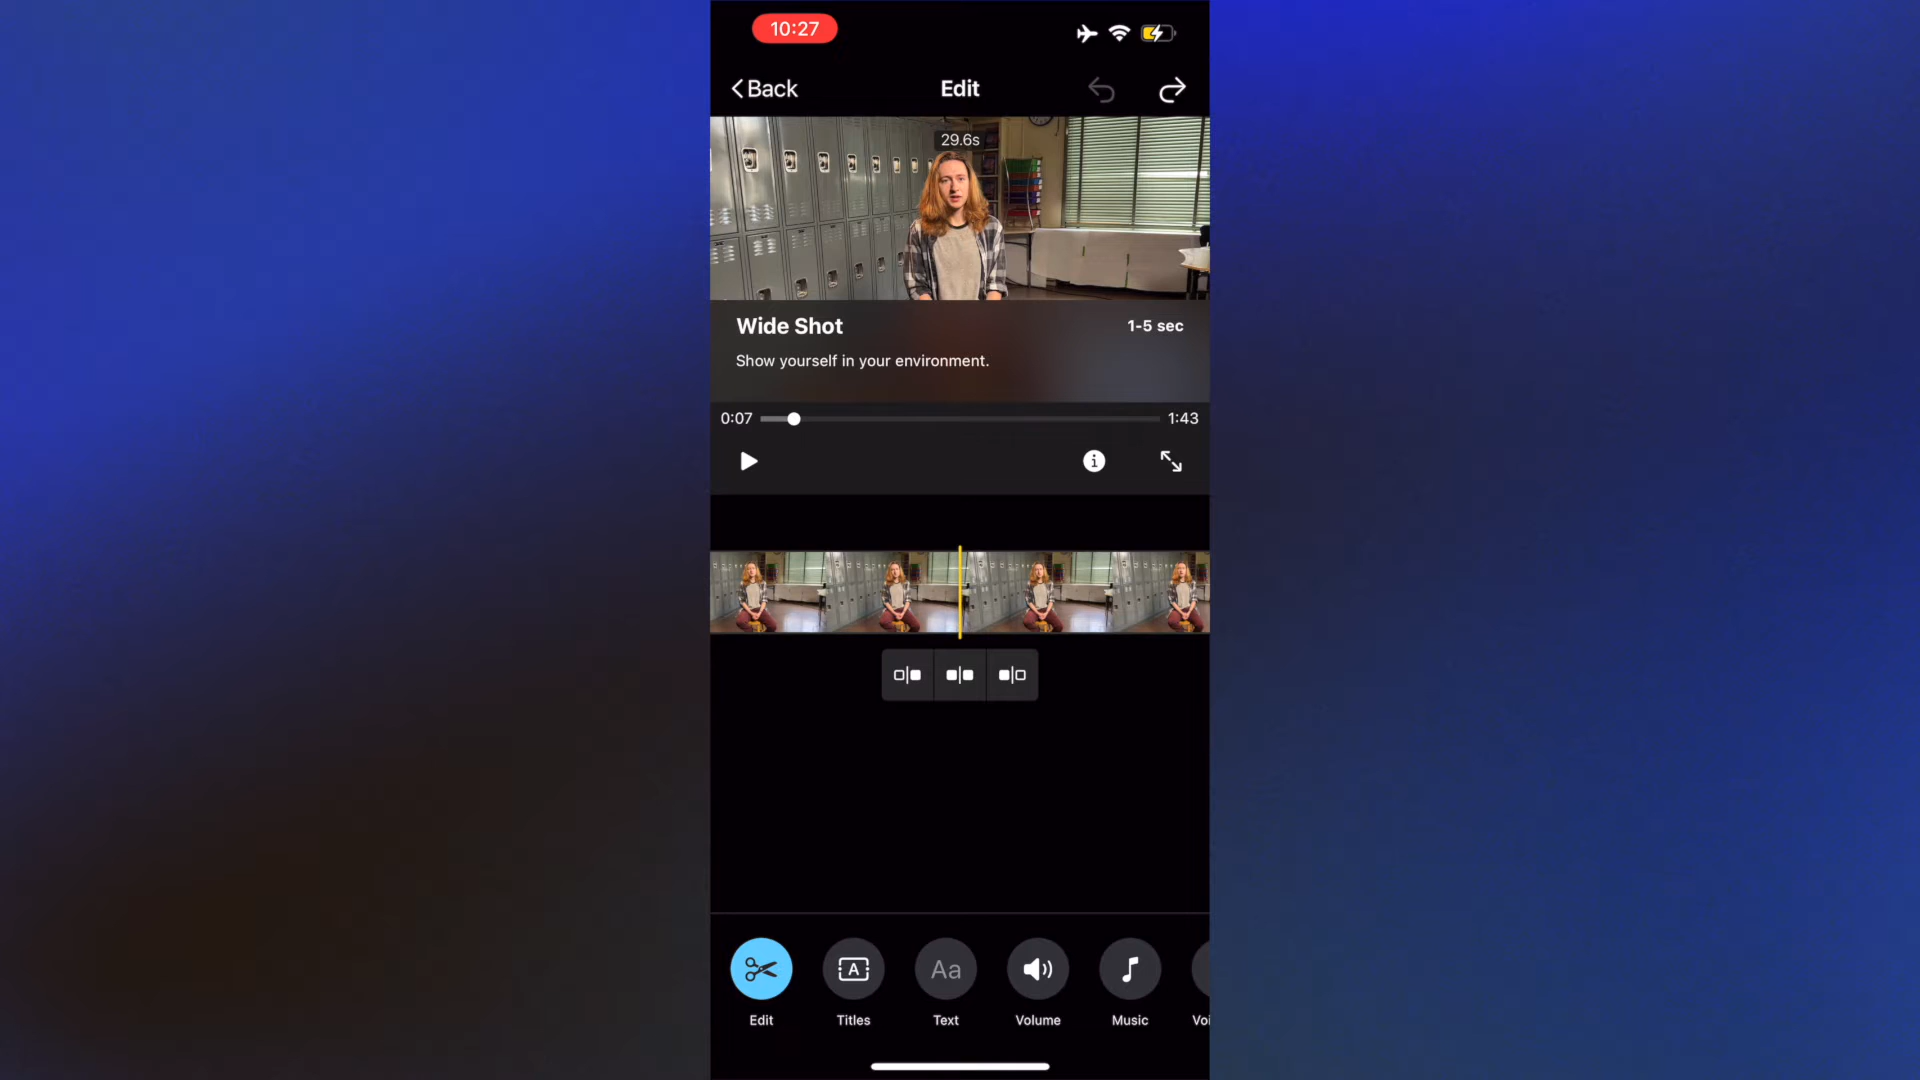 10:27
Back
Edit
29.6s
Wide Shot
1-5 sec
Show yourself in your environment.
0:07
1:43
A
Aa
Edit
Titles
Text
Volume
Music
Voi